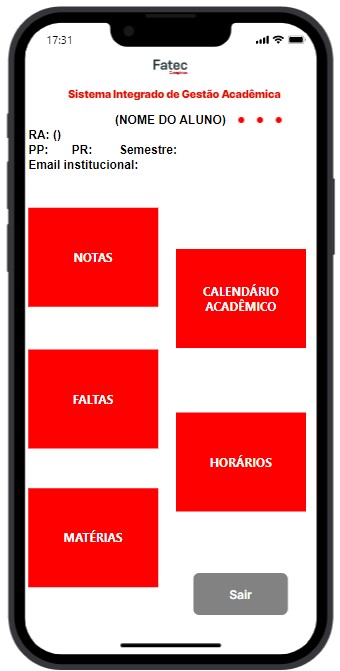 17:31
Fatec
Campinas
Sistema Integrado de Gestão Acadêmica
(NOME DO ALUNO)
RA: ()
PP: PR: Semestre:
Email institucional:
NOTAS
CALENDÁRIO
ACADÊMICO
FALTAS
HORÁRIOS
MATÉRIAS
Sair